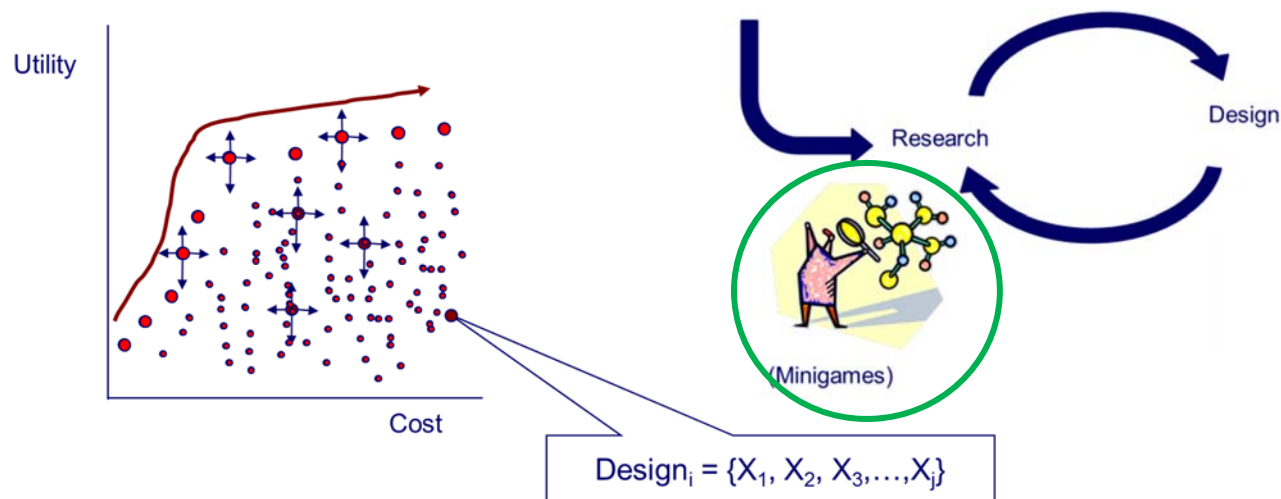 Utility
Cost
Research
Design
(Minigames)
Designᵢ = {X₁, X₂, X₃,...,Xⱼ}